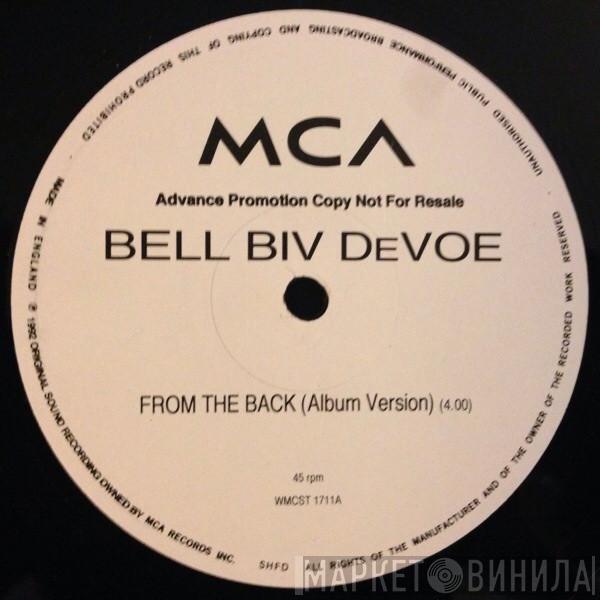 MCA
Advance Promotion Copy Not For Resale
BELL BIV DeVOE
FROM THE BACK (Album Version) (4.00)
45 rpm
WMCST 1711A
MADE IN ENGLAND ℗ 1992 ORIGINAL SOUND RECORDING OWNED BY MCA RECORDS INC. SHFD ALL RIGHTS OF THE MANUFACTURER AND OF THE OWNER OF THE RECORDED WORK RESERVED
UNAUTHORISED PUBLIC PERFORMANCE BROADCASTING AND COPYING OF THIS RECORD PROHIBITED
МАРКЕТ ВИНИЛА